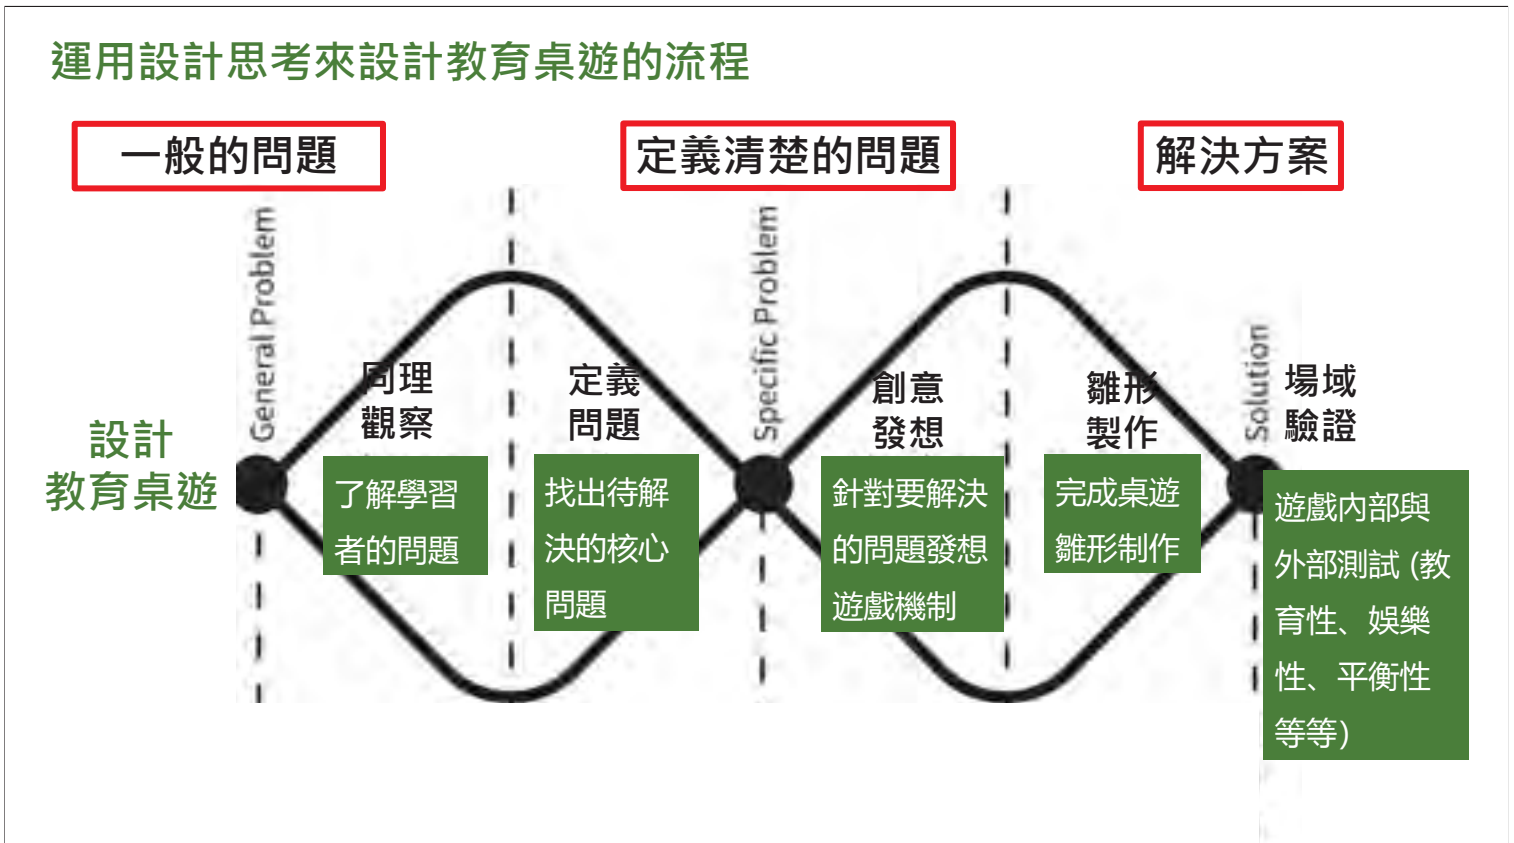 運用設計思考來設計教育桌遊的流程
一般的問題
定義清楚的問題
解決方案
General Problem
Specific Problem
Solution
設計
教育桌遊
同理
觀察
了解學習
者的問題
定義
問題
找出待解
決的核心
問題
創意
發想
針對要解決
的問題發想
遊戲機制
雛形
製作
完成桌遊
雛形制作
場域
驗證
遊戲內部與
外部測試 (教
育性、娛樂
性、平衡性
等等)